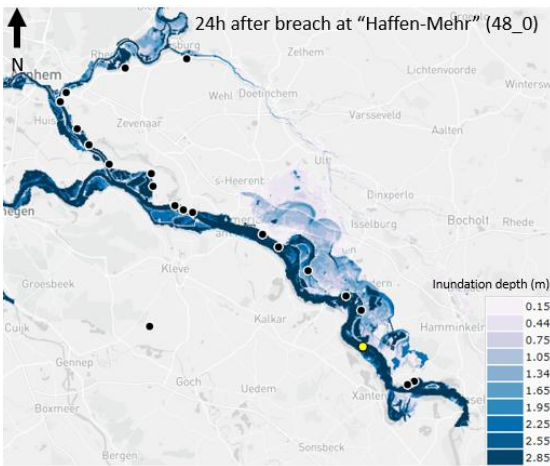 24h after breach at “Haffen-Mehr” (48_0)
N
Zelhem
Lichtenvoorde
Wehl Doetinchem
Varsseveld
Aalten
Zevenaar
's-Heerent
Dinxperlo
Isselburg
Bocholt Rhede
Kleve
Groesbeek
Kalkar
Goch
Uedem
Gennep
Boxmeer
Xanten
Sonsbeck
Bergen
Cuijk
Hamminkeln
Inundation depth (m)
0.15
0.44
0.75
1.05
1.34
1.65
1.95
2.25
2.55
2.85